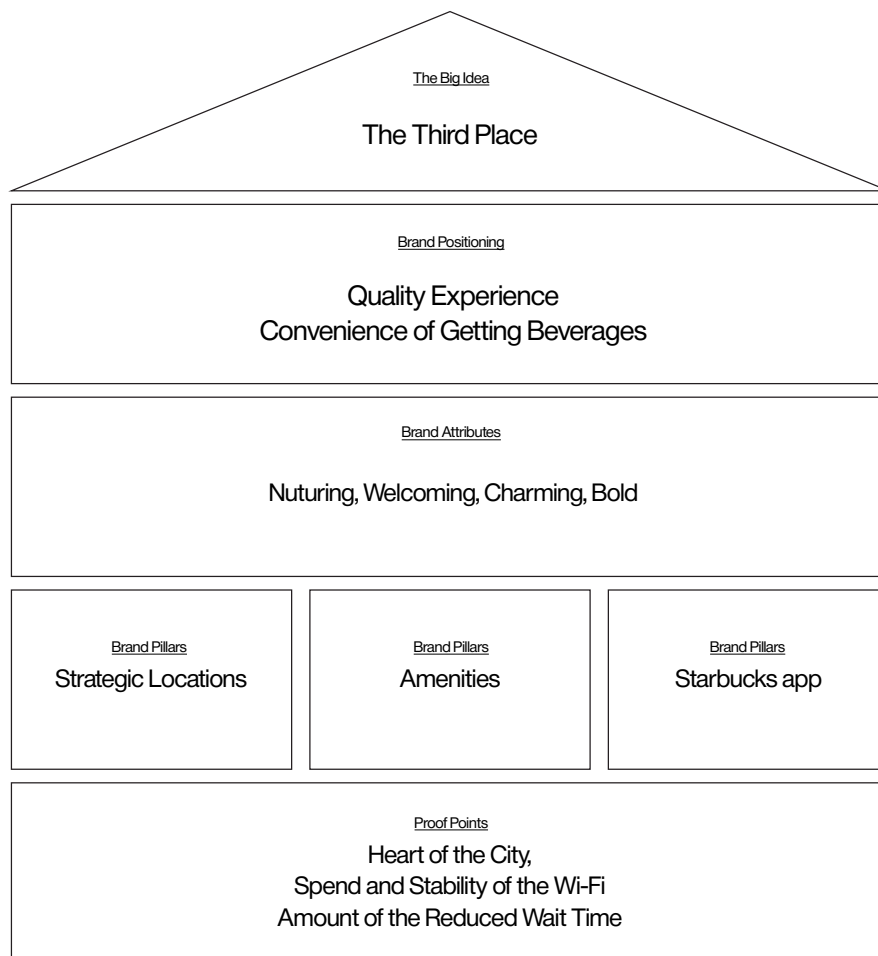 The Big Idea
The Third Place
Brand Positioning
Quality Experience
Convenience of Getting Beverages
Brand Attributes
Nuturing, Welcoming, Charming, Bold
Brand Pillars
Strategic Locations
Brand Pillars
Amenities
Brand Pillars
Starbucks app
Proof Points
Heart of the City,
Spend and Stability of the Wi-Fi
Amount of the Reduced Wait Time